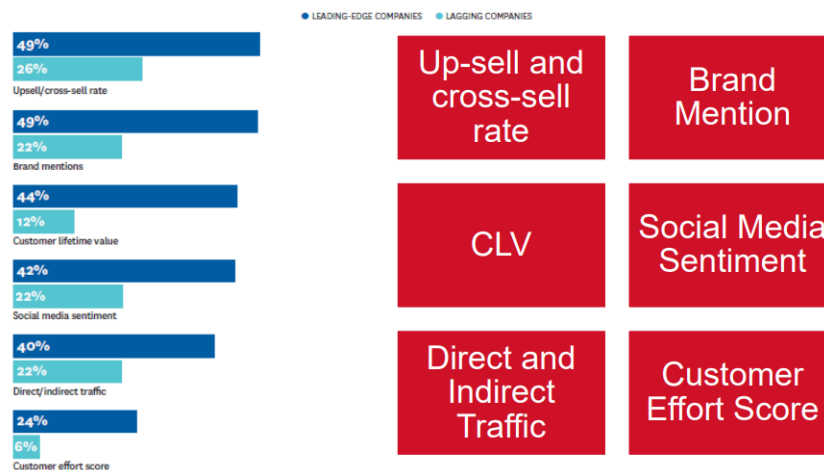 LEADING-EDGE COMPANIES LAGGING COMPANIES
49%
26%
Upsell/cross-sell rate
49%
22%
Brand mentions
44%
12%
Customer lifetime value
42%
22%
Social media sentiment
40%
22%
Direct/indirect traffic
24%
6%
Customer effort score
Up-sell and
cross-sell
rate
Brand
Mention
CLV
Social Media
Sentiment
Direct and
Indirect
Traffic
Customer
Effort Score